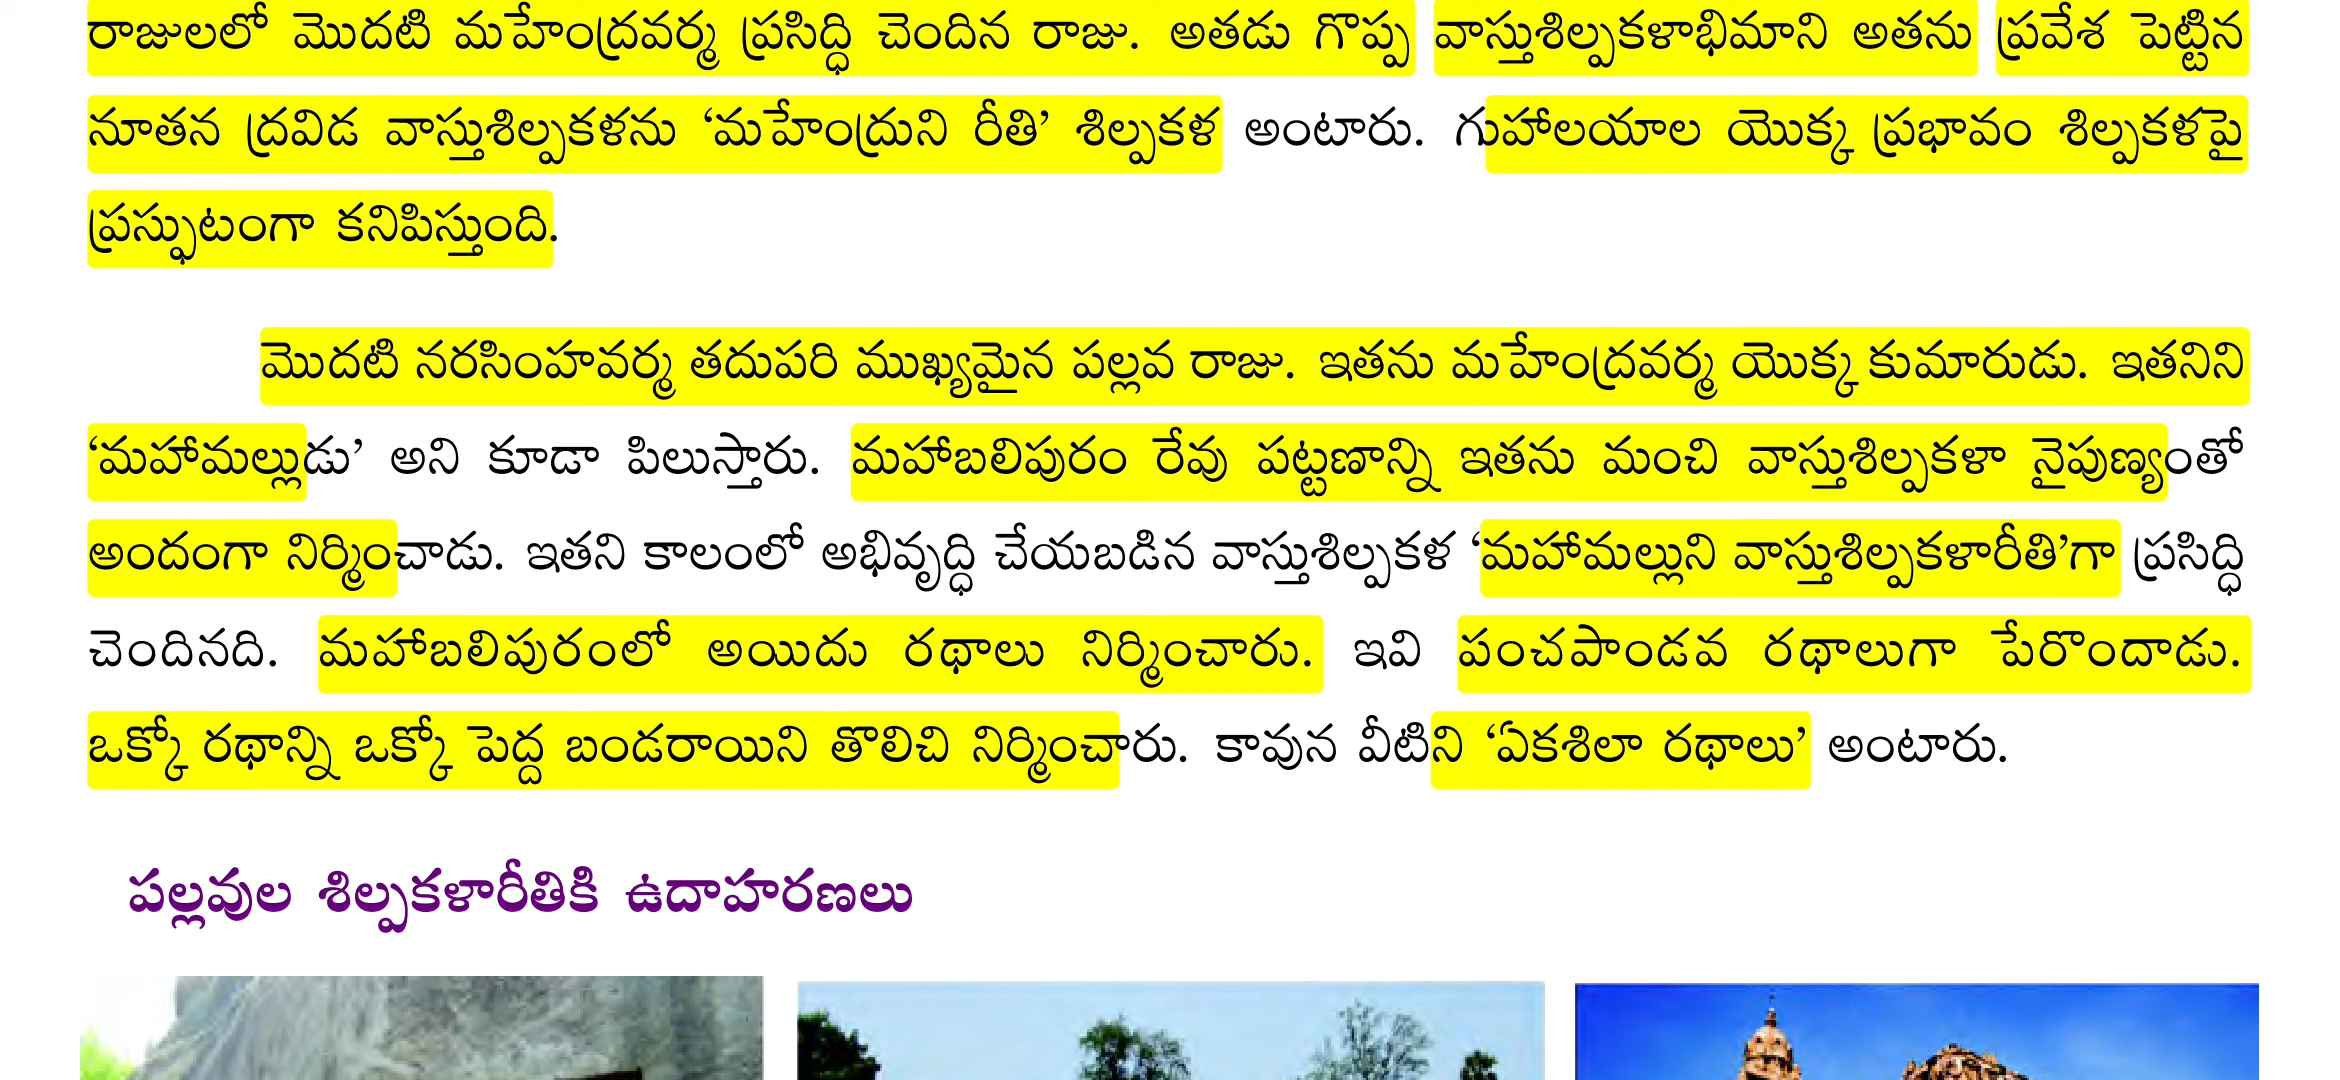 రాజులలో మొదటి మహేంద్రవర్మ ప్రసిద్ధి చెందిన రాజు. అతడు గొప్ప వాస్తుశిల్పకళాభిమాని అతను ప్రవేశ పెట్టిన
నూతన ద్రవిడ వాస్తుశిల్పకళను ‘మహేంద్రుని రీతి’ శిల్పకళ అంటారు. గుహాలయాల యొక్క ప్రభావం శిల్పకళపై
ప్రస్ఫుటంగా కనిపిస్తుంది.
మొదటి నరసింహవర్మ తదుపరి ముఖ్యమైన పల్లవ రాజు. ఇతను మహేంద్రవర్మ యొక్క కుమారుడు. ఇతనిని
‘మహామల్లుడు’ అని కూడా పిలుస్తారు. మహాబలిపురం రేవు పట్టణాన్ని ఇతను మంచి వాస్తుశిల్పకళా నైపుణ్యంతో
అందంగా నిర్మించాడు. ఇతని కాలంలో అభివృద్ధి చేయబడిన వాస్తుశిల్పకళ ‘మహామల్లుని వాస్తుశిల్పకళారీతి’గా ప్రసిద్ధి
చెందినది. మహాబలిపురంలో అయిదు రథాలు నిర్మించారు. ఇవి పంచపాండవ రథాలుగా పేరొందాడు.
ఒక్కో రథాన్ని ఒక్కో పెద్ద బండరాయిని తొలిచి నిర్మించారు. కావున వీటిని ‘ఏకశిలా రథాలు’ అంటారు.
పల్లవుల శిల్పకళారీతికి ఉదాహరణలు